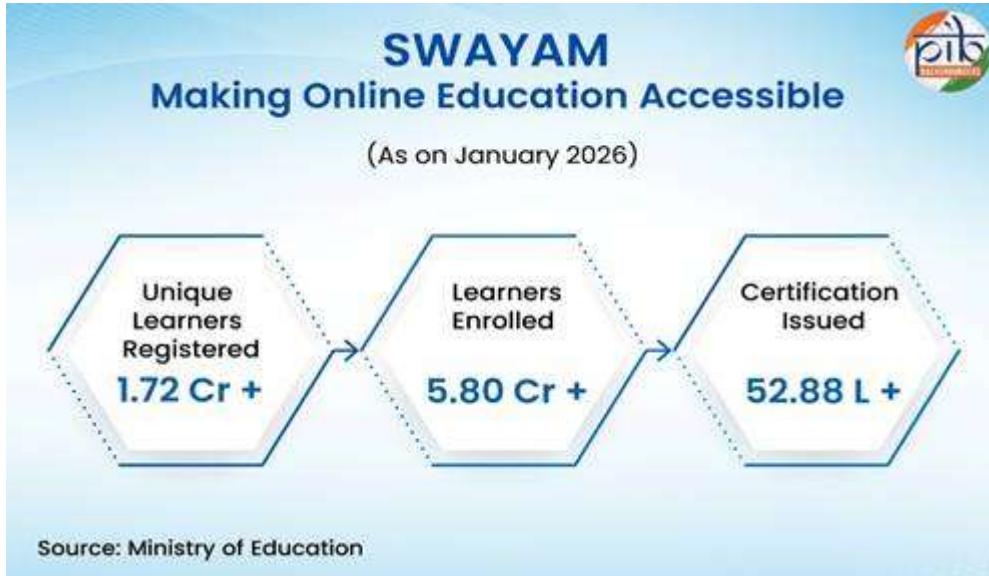 SWAYAM
Making Online Education Accessible
(As on January 2026)
pib
Unique
Learners
Registered
1.72 Cr +
Learners
Enrolled
5.80 Cr +
Certification
Issued
52.88 L +
Source: Ministry of Education